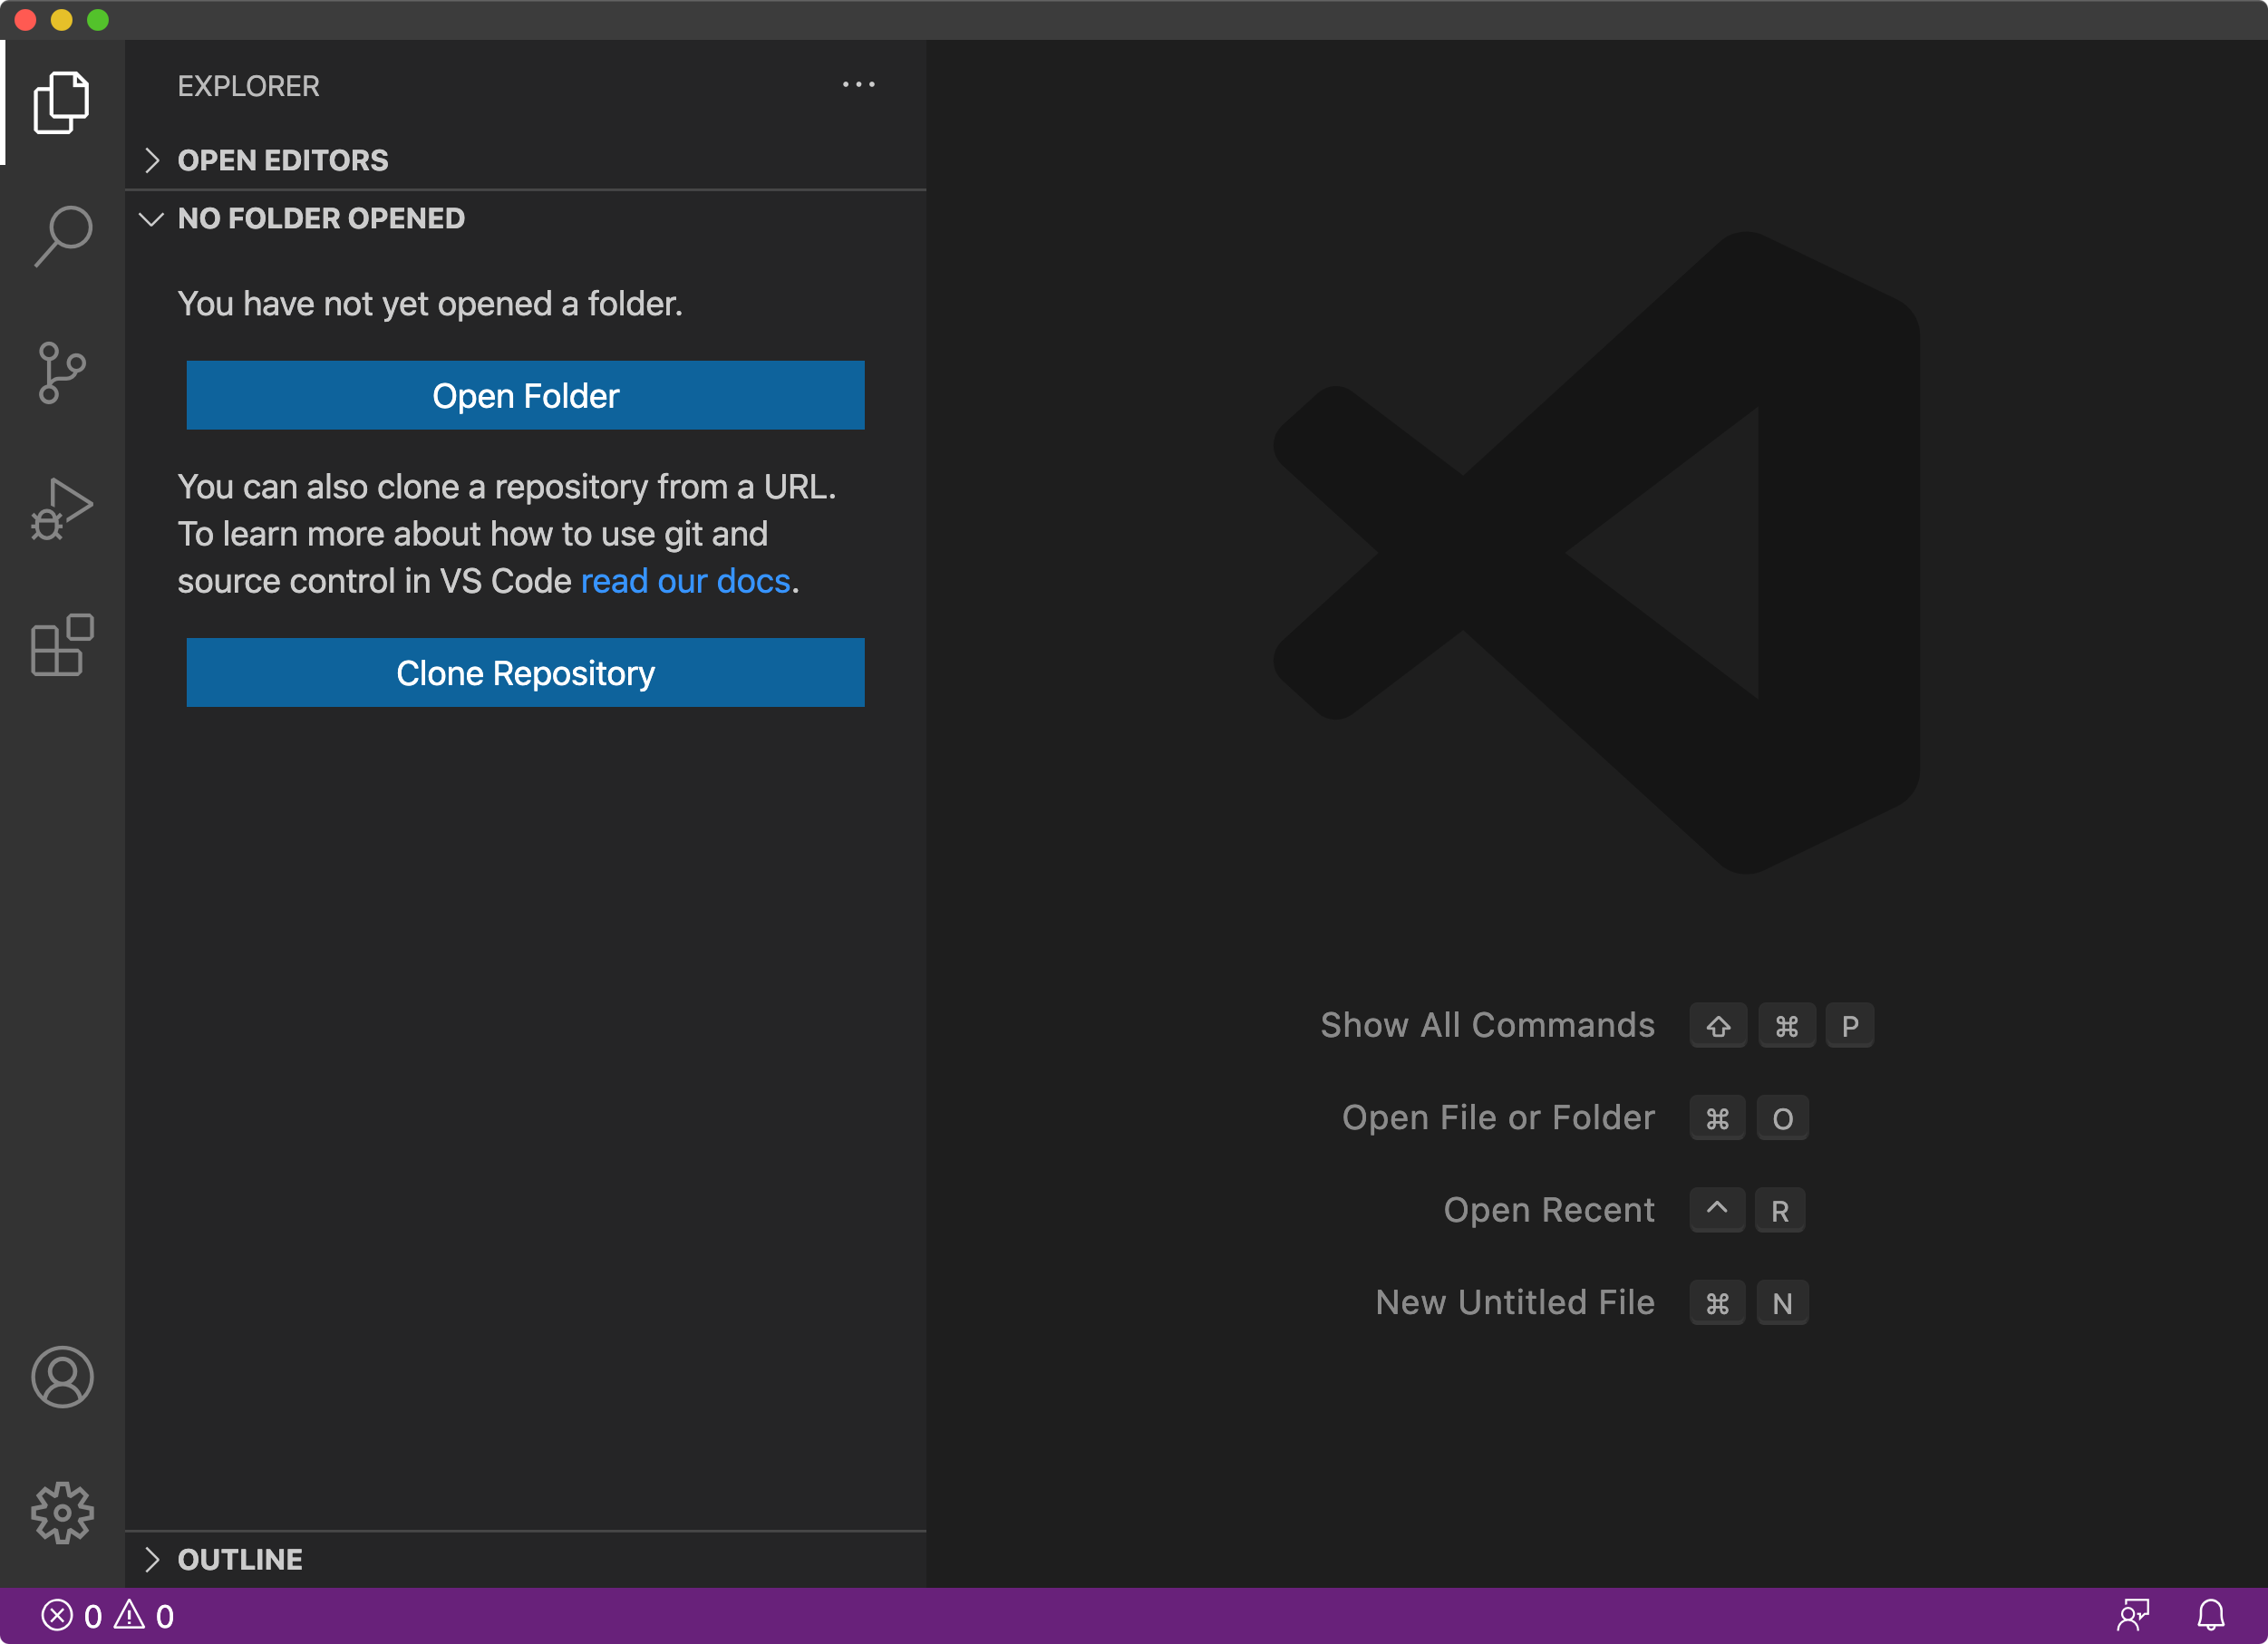 EXPLORER
OPEN EDITORS
NO FOLDER OPENED
You have not yet opened a folder.
Open Folder
You can also clone a repository from a URL.
To learn more about how to use git and
source control in VS Code read our docs.
Clone Repository
OUTLINE
Show All Commands ⇧ ⌘ P
Open File or Folder ⌘ O
Open Recent ^ R
New Untitled File ⌘ N
0 0